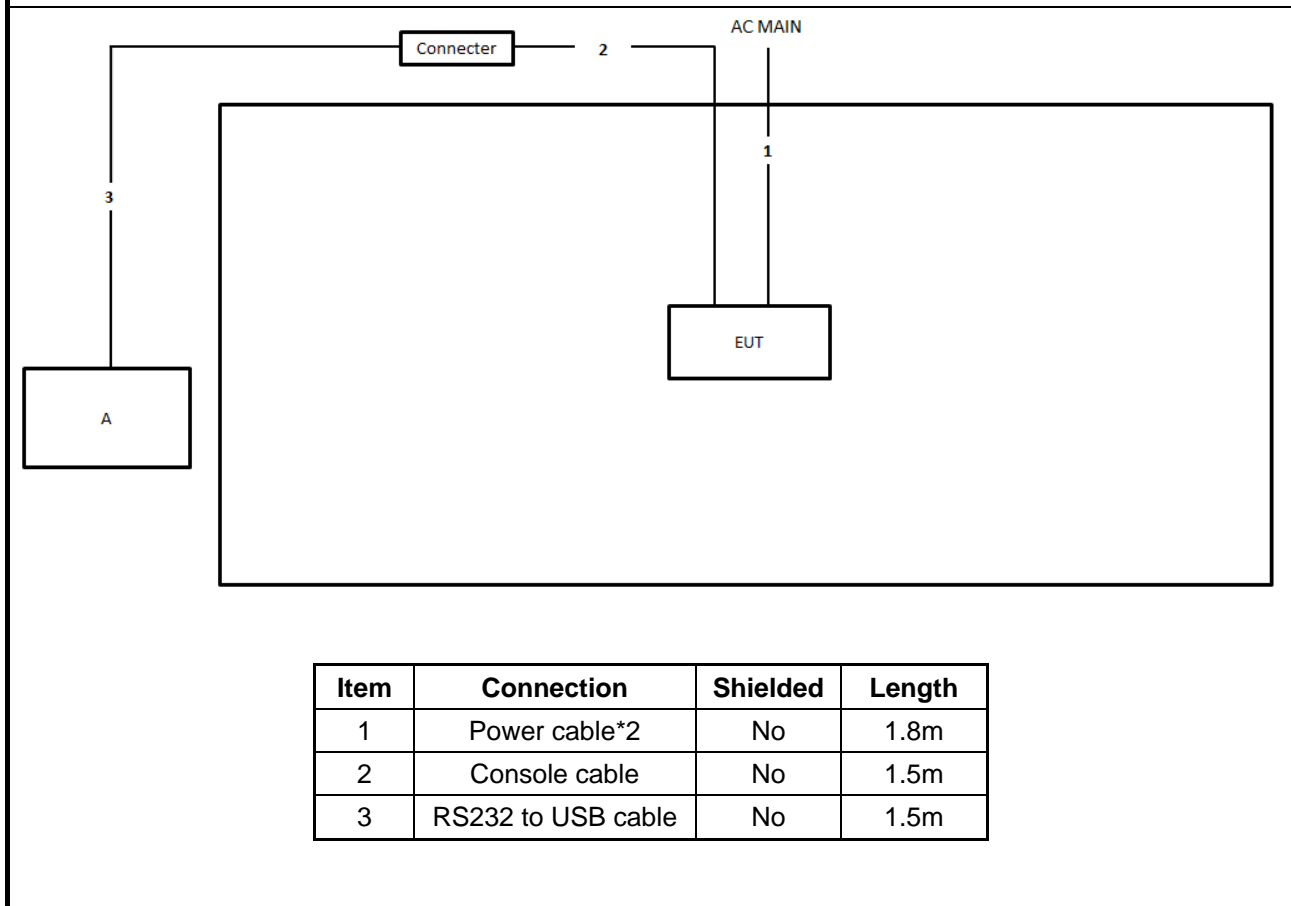 AC MAIN
Connecter
2
1
3
EUT
A
Item Connection Shielded Length
1 Power cable*2 No 1.8m
2 Console cable No 1.5m
3 RS232 to USB cable No 1.5m